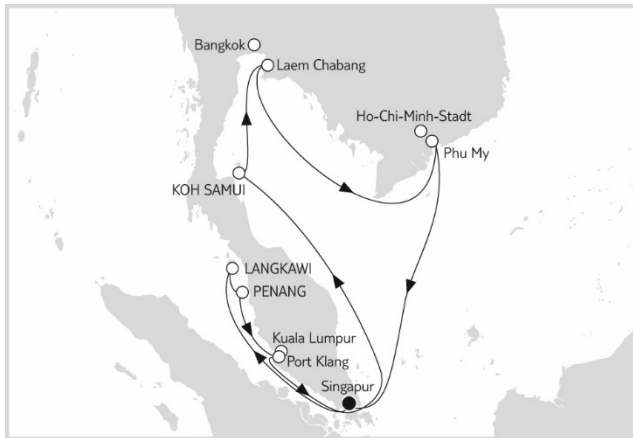 Bangkok
Laem Chabang
Ho-Chi-Minh-Stadt
Phu My
KOH SAMUI
LANGKAWI
PENANG
Kuala Lumpur
Port Klang
Singapur